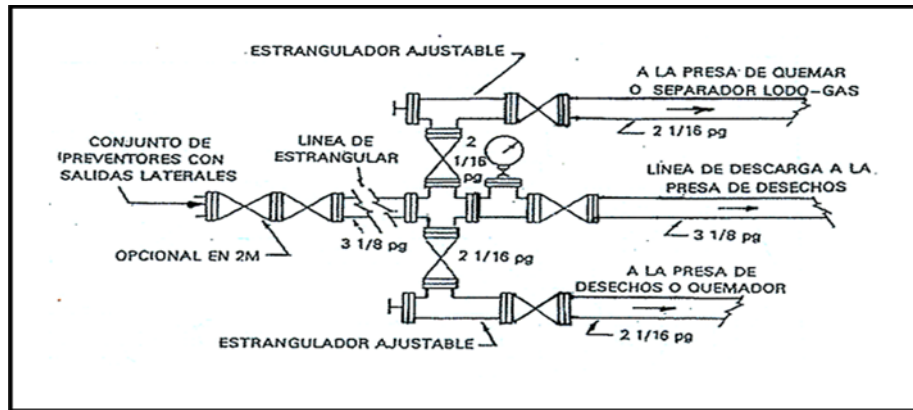 ESTRANGULADOR AJUSTABLE
A LA PRESA DE QUEMAR
O SEPARADOR LODO-GAS
2 1/16 pg
CONJUNTO DE
PREVENTORES CON
SALIDAS LATERALES
LINEA DE
ESTRANGULAR
2
1/16
pg
LÍNEA DE DESCARGA A LA
PRESA DE DESECHOS
3 1/8 pg
3 1/8 pg
OPCIONAL EN 2M
2 1/16 pg
A LA PRESA DE
DESECHOS O QUEMADOR
2 1/16 pg
ESTRANGULADOR AJUSTABLE